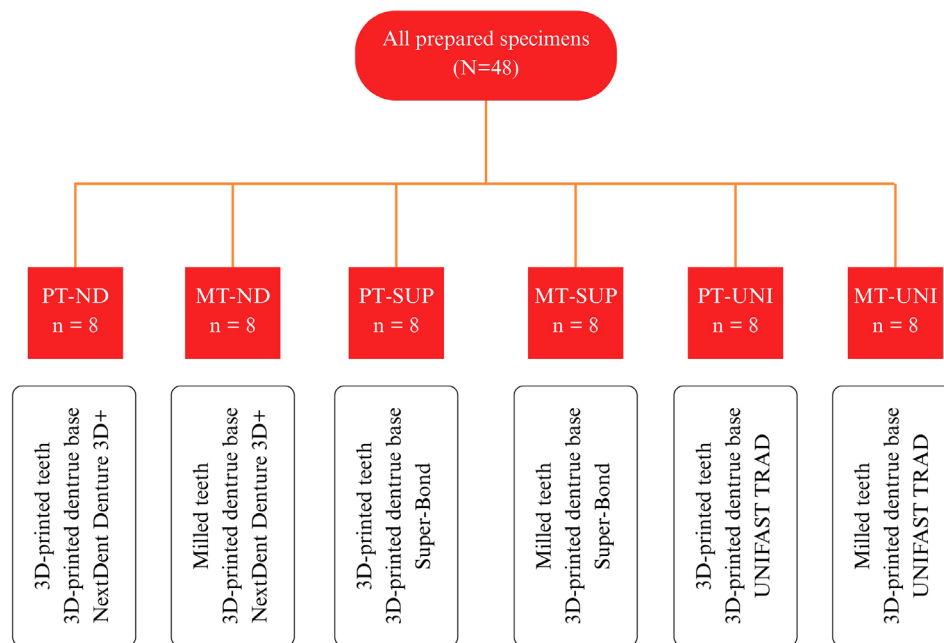 All prepared specimens
(N=48)
PT-ND
n = 8
MT-ND
n = 8
PT-SUP
n = 8
MT-SUP
n = 8
PT-UNI
n = 8
MT-UNI
n = 8
3D-printed teeth
3D-printed dentrue base
NextDent Denture 3D+
Milled teeth
3D-printed dentrue base
NextDent Denture 3D+
3D-printed teeth
3D-printed dentrue base
Super-Bond
Milled teeth
3D-printed dentrue base
Super-Bond
3D-printed teeth
3D-printed dentrue base
UNIFAST TRAD
Milled teeth
3D-printed dentrue base
UNIFAST TRAD